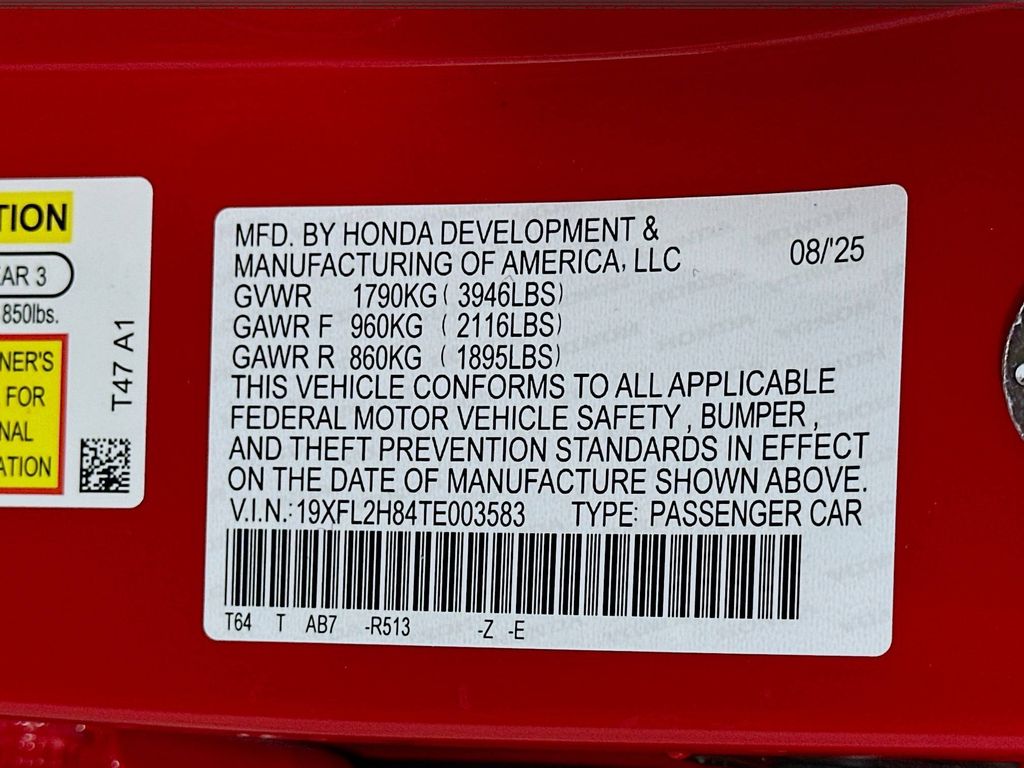 TION
AR 3
850lbs.
NER'S
FOR
NAL
ATION
T47 A1
MFD. BY HONDA DEVELOPMENT &
MANUFACTURING OF AMERICA, LLC 08/'25
GVWR 1790KG ( 3946LBS)
GAWR F 960KG ( 2116LBS)
GAWR R 860KG ( 1895LBS)
THIS VEHICLE CONFORMS TO ALL APPLICABLE
FEDERAL MOTOR VEHICLE SAFETY , BUMPER ,
AND THEFT PREVENTION STANDARDS IN EFFECT
ON THE DATE OF MANUFACTURE SHOWN ABOVE.
V.I.N.: 19XFL2H84TE003583 TYPE: PASSENGER CAR
T64 T AB7 -R513 -Z -E